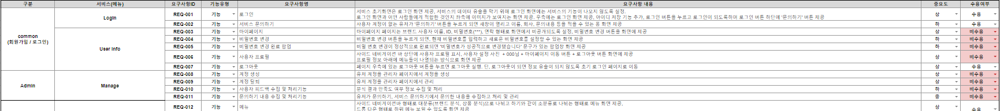 구분 서비스(메뉴) 요구사항ID 기능유형 요구사항명 요구사항 내용 중요도 수용여부
common
(회원가입 / 로그인)
Login
REQ-001 기능 로그인
서비스 초기화면은 로그인 화면 제공, 서비스의 데이터 유출을 막기 위해 로그인 화면에는 서비스의 기능이 나오지 않도록 설정.
로그인 화면과 어떤 사람들에게 적합한 것인지 좌측에 이미지가 보여지는 화면 제공. 우측에는 로그인 화면 제공, 아이디 저장 기능 추가, 로그인 버튼을 누르고 로그인이 되도록하며 로그인 버튼 하단에 '문의하기' 버튼 제공
상 수용
REQ-002 기능 서비스 문의하기 사용자 계정이 없는 유저가 '문의하기' 버튼을 누르게 되면 새창이 열리고 이름, 회사, 문의내용 등을 적을 수 있는 폼 화면 제공 하 수용
User Info
REQ-003 기능 마이페이지 마이페이지 페이지는 브랜드 사용자 이름, ID, 비밀번호(***), 연락 형태로 화면에서 비공개되도록 설정, 비밀번호 변경 버튼을 화면에 제공 상 비수용
REQ-004 기능 비밀번호 변경 비밀번호 변경 버튼을 누르게 되면, 현재 비밀번호를 입력하고 새로운 비밀번호를 설정할 수 있는 화면 제공 하 비수용
REQ-005 기능 비밀번호 변경 완료 팝업 비밀 번호 변경이 정상적으로 완료되면 '비밀번호가 성공적으로 변경됐습니다' 문구가 있는 팝업창 화면 제공 하 비수용
REQ-006 기능 사용자 프로필
사이드 네비게이션 바 상단에 사용자 프로필 표시, 사용자 설정 사진 + 000님 + 마이페이지 이동 버튼 + 로그아웃 버튼 화면에 제공
프로필 정보 아래에 메뉴들이 나열되는 방식으로 화면 제공
상 비수용
REQ-007 기능 로그아웃 페이지 우측에 있는 로그아웃 버튼을 누르면 로그아웃 실행. 단, 로그아웃이 되면 정보 유출이 되지 않도록 초기 로그인 페이지로 이동 상 수용
Admin
Manage
REQ-008 기능 계정 생성 유저 계정을 관리자 페이지에서 계정을 생성 상 비수용
REQ-009 기능 계정 탈퇴 유저 계정을 관리자 페이지에서 관리 상 비수용
REQ-010 기능 사용자 피드백 수집 및 처리기능 분석 결과 만족도 여부 정보 수집 및 처리 하 비수용
REQ-011 기능 문의하기 내용 수집 및 처리기능 유저가 문의하기, 서비스 문의하기에서 문의한 내용을 수집하고 처리 및 관리 중 비수용
REQ-012 기능 메뉴
사이드 네비게이션바 형태로 대분류(브랜드 분석, 상품 분석)으로 나뉘고 하기와 같이 소분류로 나뉘는 형태로 메뉴 화면 제공,
드롭 다운 형태로 하위 메뉴 보일 수 있도록 화면 제공
상 수용